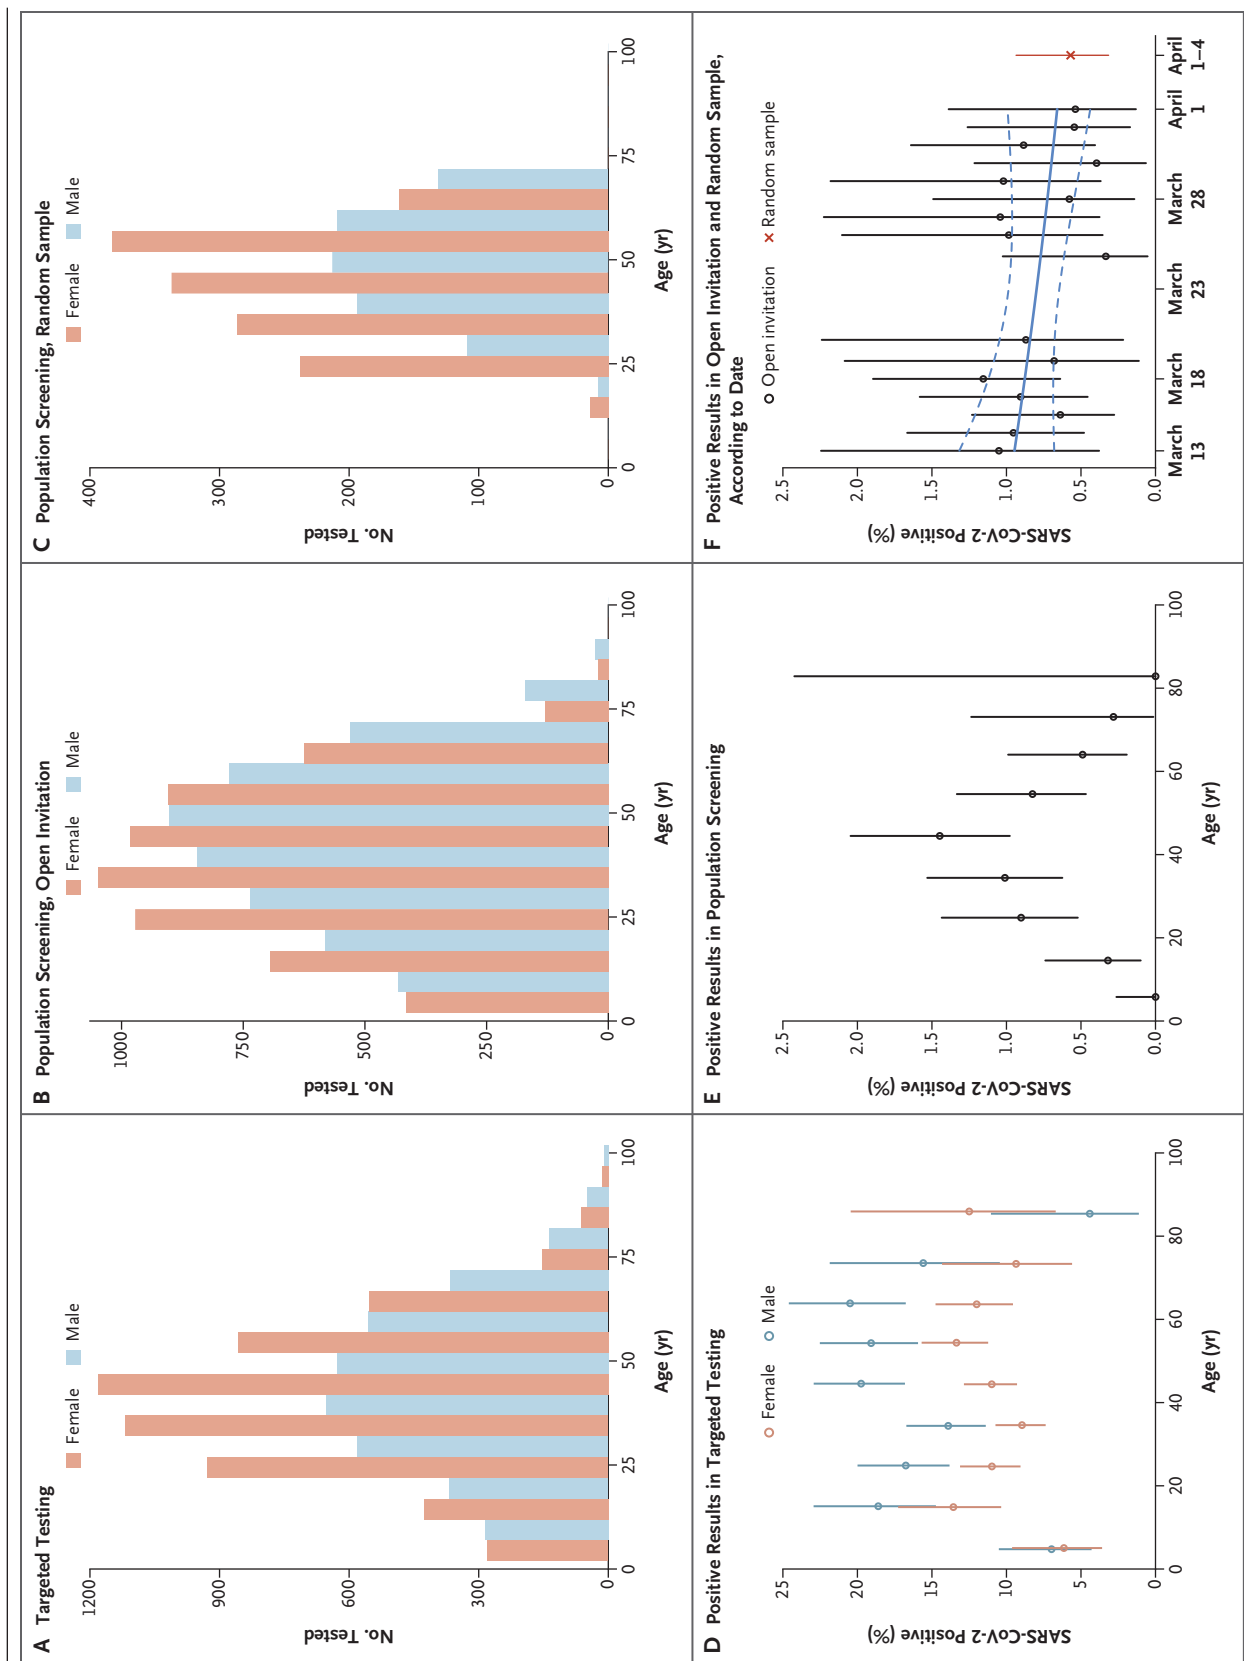 A Targeted Testing
Female Male
1200
900
600
300
0
No. Tested
0 25 50 75 100
Age (yr)
B Population Screening, Open Invitation
Female Male
1000
750
500
250
0
No. Tested
0 25 50 75 100
Age (yr)
C Population Screening, Random Sample
Female Male
400
300
200
100
0
No. Tested
0 25 50 75 100
Age (yr)
D Positive Results in Targeted Testing
Female Male
25
20
15
10
5
0
SARS-CoV-2 Positive (%)
0 20 40 60 80 100
Age (yr)
E Positive Results in Population Screening
2.5
2.0
1.5
1.0
0.5
0.0
SARS-CoV-2 Positive (%)
0 20 40 60 80 100
Age (yr)
F Positive Results in Open Invitation and Random Sample,
According to Date
Open invitation Random sample
2.5
2.0
1.5
1.0
0.5
0.0
SARS-CoV-2 Positive (%)
March March March March April April
13 18 23 28 1 1–4